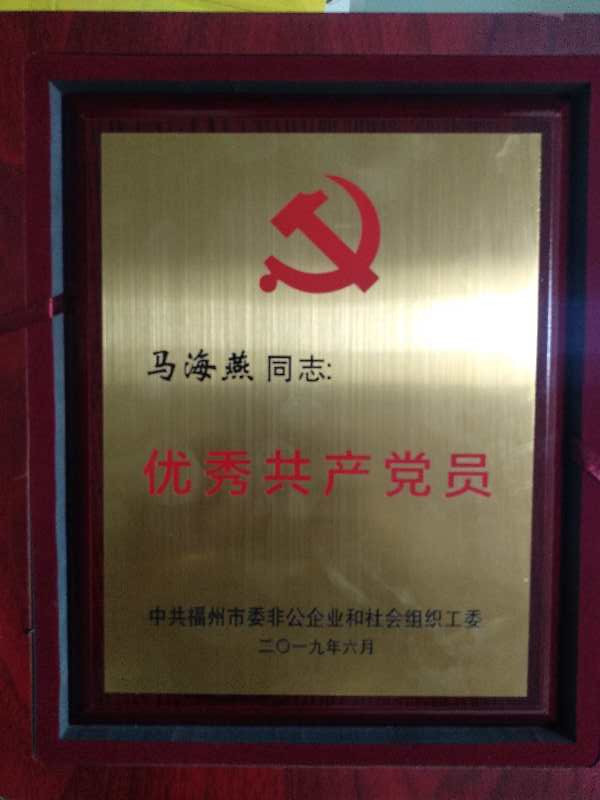 马海燕同志:
优秀共产党员
中共福州市委非公企业和社会组织工委
二〇一九年六月